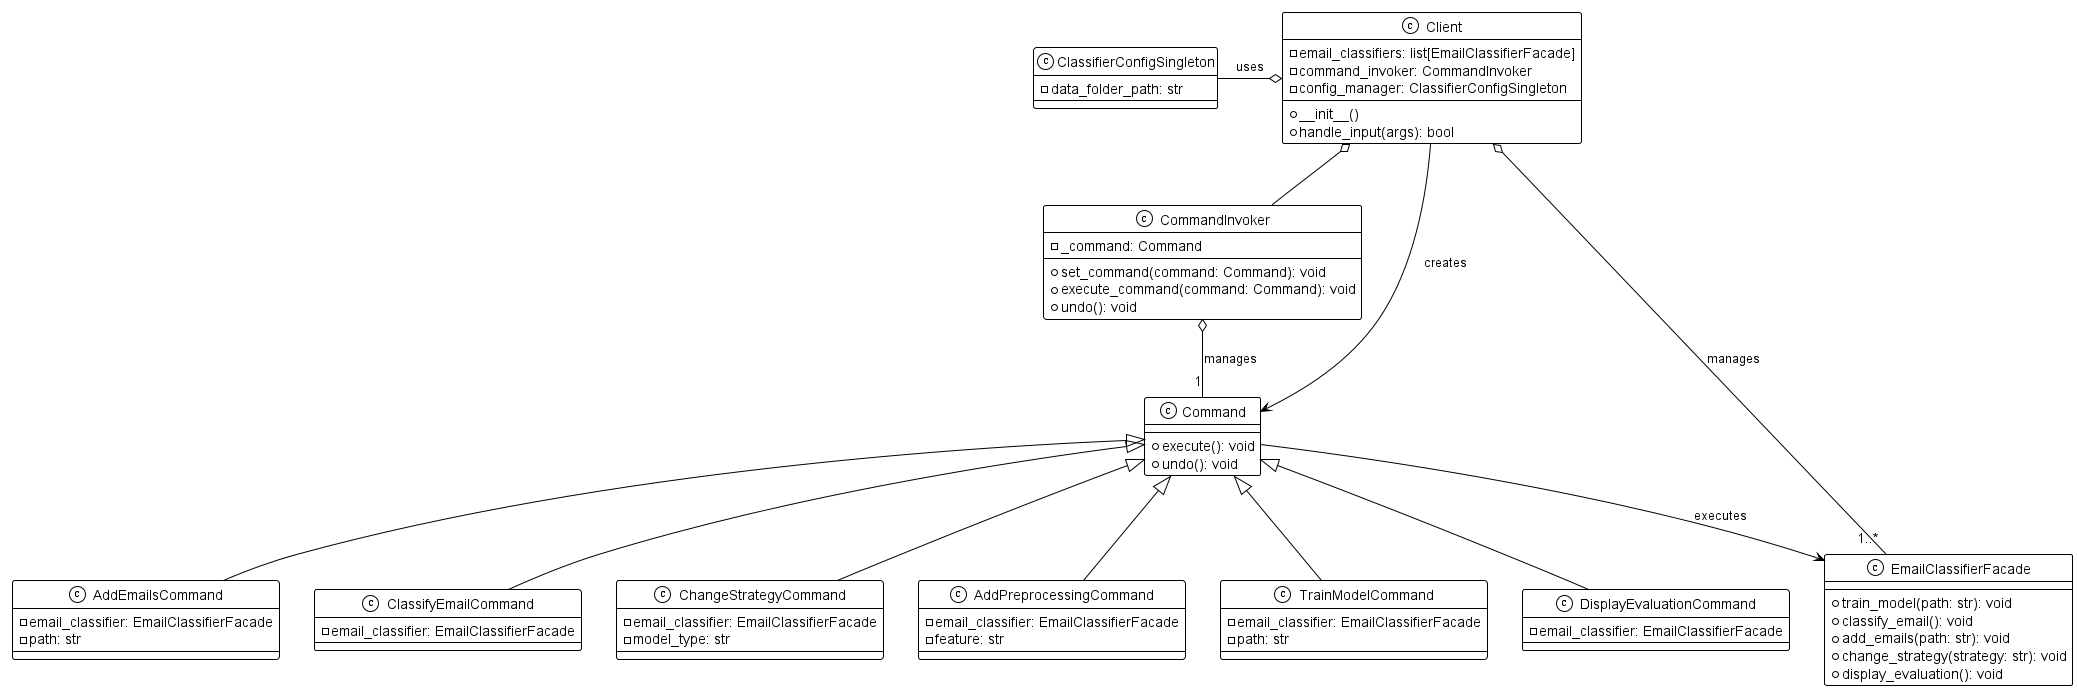 C ClassifierConfigSingleton
data_folder_path: str
uses
C Client
email_classifiers: list[EmailClassifierFacade]
command_invoker: CommandInvoker
config_manager: ClassifierConfigSingleton
__init__()
handle_input(args): bool
C CommandInvoker
_command: Command
set_command(command: Command): void
execute_command(command: Command): void
undo(): void
creates
manages
1
manages
C Command
execute(): void
undo(): void
executes
1..*
C AddEmailsCommand
email_classifier: EmailClassifierFacade
path: str
C ClassifyEmailCommand
email_classifier: EmailClassifierFacade
C ChangeStrategyCommand
email_classifier: EmailClassifierFacade
model_type: str
C AddPreprocessingCommand
email_classifier: EmailClassifierFacade
feature: str
C TrainModelCommand
email_classifier: EmailClassifierFacade
path: str
C DisplayEvaluationCommand
email_classifier: EmailClassifierFacade
C EmailClassifierFacade
train_model(path: str): void
classify_email(): void
add_emails(path: str): void
change_strategy(strategy: str): void
display_evaluation(): void